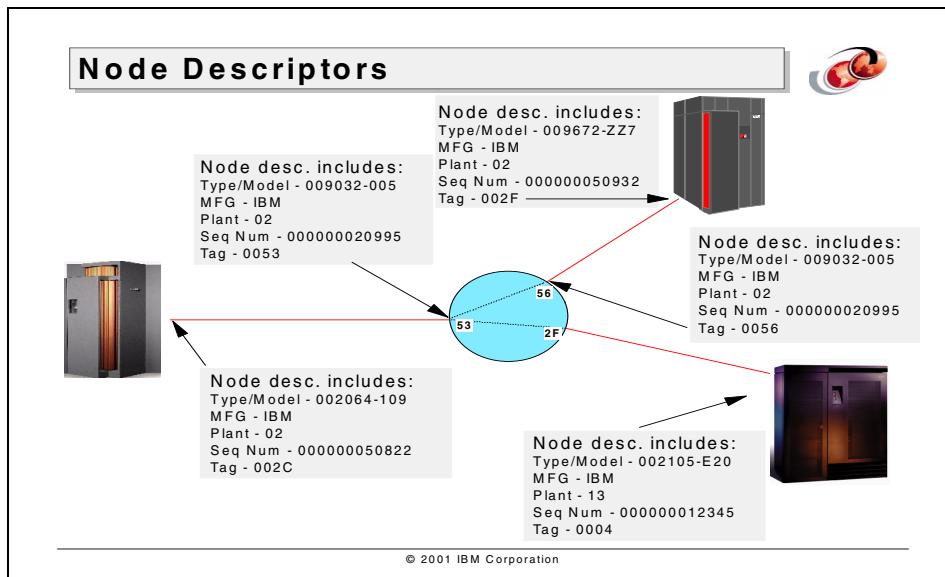 Node Descriptors
Node desc. includes:
Type/Model - 009672-ZZ7
MFG - IBM
Plant - 02
Seq Num - 000000050932
Tag - 002F
Node desc. includes:
Type/Model - 009032-005
MFG - IBM
Plant - 02
Seq Num - 000000020995
Tag - 0053
Node desc. includes:
Type/Model - 009032-005
MFG - IBM
Plant - 02
Seq Num - 000000020995
Tag - 0056
56
53
2F
Node desc. includes:
Type/Model - 002064-109
MFG - IBM
Plant - 02
Seq Num - 000000050822
Tag - 002C
Node desc. includes:
Type/Model - 002105-E20
MFG - IBM
Plant - 13
Seq Num - 000000012345
Tag - 0004
© 2001 IBM Corporation